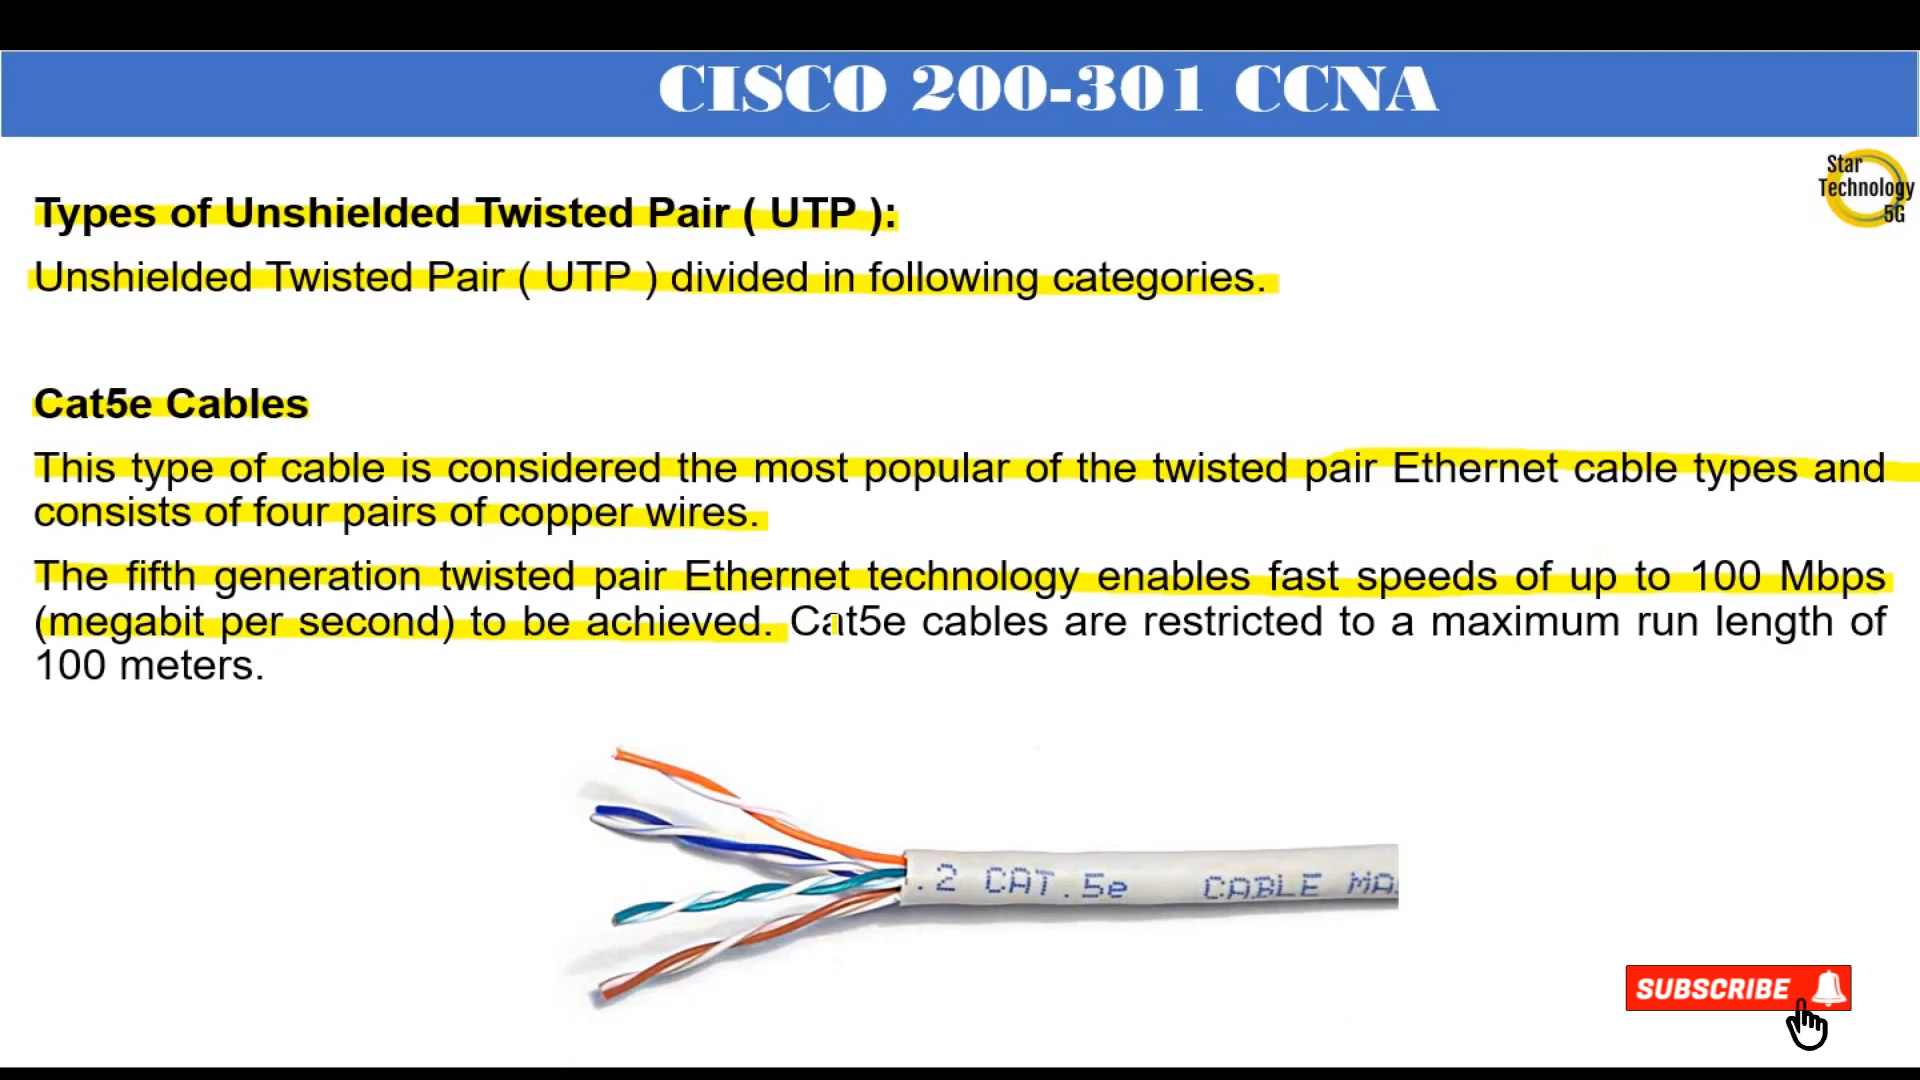 CISCO 200-301 CCNA
Star
Technology
5G
Types of Unshielded Twisted Pair ( UTP ):
Unshielded Twisted Pair ( UTP ) divided in following categories.
Cat5e Cables
This type of cable is considered the most popular of the twisted pair Ethernet cable types and
consists of four pairs of copper wires.
The fifth generation twisted pair Ethernet technology enables fast speeds of up to 100 Mbps
(megabit per second) to be achieved. Cat5e cables are restricted to a maximum run length of
100 meters.
.2 CAT.5e CABLE MA
SUBSCRIBE